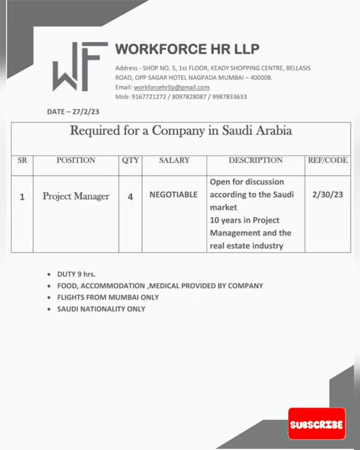 WF
WORKFORCE HR LLP
Address - SHOP NO. 5, 1st FLOOR, KEADY SHOPPING CENTRE, BELLASIS
ROAD, OPP SAGAR HOTEL NAGPADA MUMBAI – 400008.
Email: workforcehrllp@gmail.com
Mob: 9167721272 / 8097828087 / 9987833633
DATE – 27/2/23
Required for a Company in Saudi Arabia
SR POSITION QTY SALARY DESCRIPTION REF/CODE
1 Project Manager 4 NEGOTIABLE Open for discussion 2/30/23
according to the Saudi
market
10 years in Project
Management and the
real estate industry
• DUTY 9 hrs.
• FOOD, ACCOMMODATION ,MEDICAL PROVIDED BY COMPANY
• FLIGHTS FROM MUMBAI ONLY
• SAUDI NATIONALITY ONLY
SUBSCRIBE